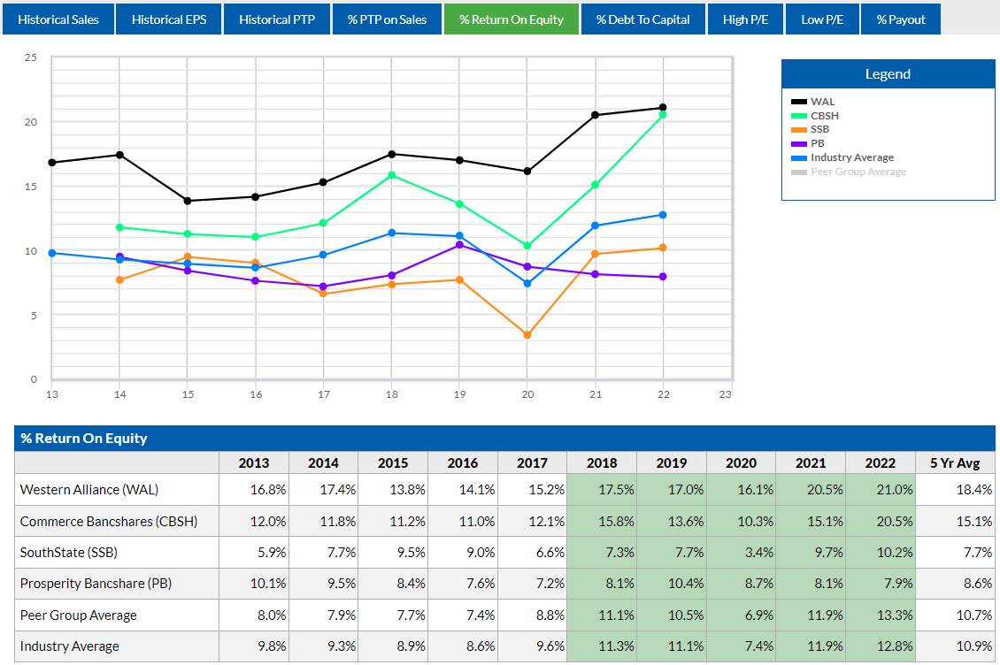 Historical Sales Historical EPS Historical PTP % PTP on Sales % Return On Equity % Debt To Capital High P/E Low P/E % Payout
25
20
15
10
5
0
13 14 15 16 17 18 19 20 21 22 23
Legend
WAL
CBSH
SSB
PB
Industry Average
Peer Group Average
% Return On Equity
2013 2014 2015 2016 2017 2018 2019 2020 2021 2022 5 Yr Avg
Western Alliance (WAL) 16.8% 17.4% 13.8% 14.1% 15.2% 17.5% 17.0% 16.1% 20.5% 21.0% 18.4%
Commerce Bancshares (CBSH) 12.0% 11.8% 11.2% 11.0% 12.1% 15.8% 13.6% 10.3% 15.1% 20.5% 15.1%
SouthState (SSB) 5.9% 7.7% 9.5% 9.0% 6.6% 7.3% 7.7% 3.4% 9.7% 10.2% 7.7%
Prosperity Bancshare (PB) 10.1% 9.5% 8.4% 7.6% 7.2% 8.1% 10.4% 8.7% 8.1% 7.9% 8.6%
Peer Group Average 8.0% 7.9% 7.7% 7.4% 8.8% 11.1% 10.5% 6.9% 11.9% 13.3% 10.7%
Industry Average 9.8% 9.3% 8.9% 8.6% 9.6% 11.3% 11.1% 7.4% 11.9% 12.8% 10.9%